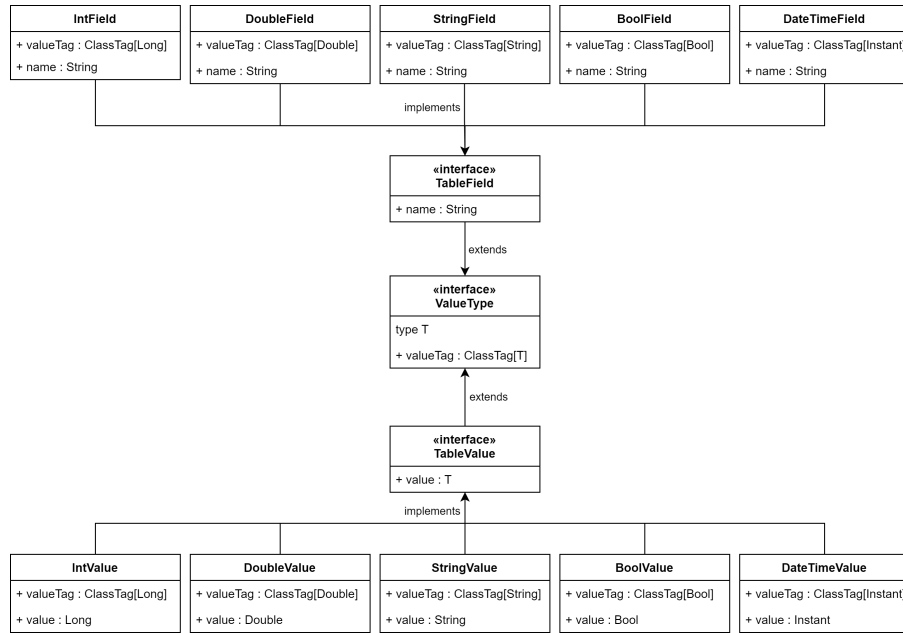 IntField
+ valueTag : ClassTag[Long]
+ name : String
DoubleField
+ valueTag : ClassTag[Double]
+ name : String
StringField
+ valueTag : ClassTag[String]
+ name : String
BoolField
+ valueTag : ClassTag[Bool]
+ name : String
DateTimeField
+ valueTag : ClassTag[Instant]
+ name : String
implements
«interface»
TableField
+ name : String
extends
«interface»
ValueType
type T
+ valueTag : ClassTag[T]
extends
«interface»
TableValue
+ value : T
implements
IntValue
+ valueTag : ClassTag[Long]
+ value : Long
DoubleValue
+ valueTag : ClassTag[Double]
+ value : Double
StringValue
+ valueTag : ClassTag[String]
+ value : String
BoolValue
+ valueTag : ClassTag[Bool]
+ value : Bool
DateTimeValue
+ valueTag : ClassTag[Instant]
+ value : Instant